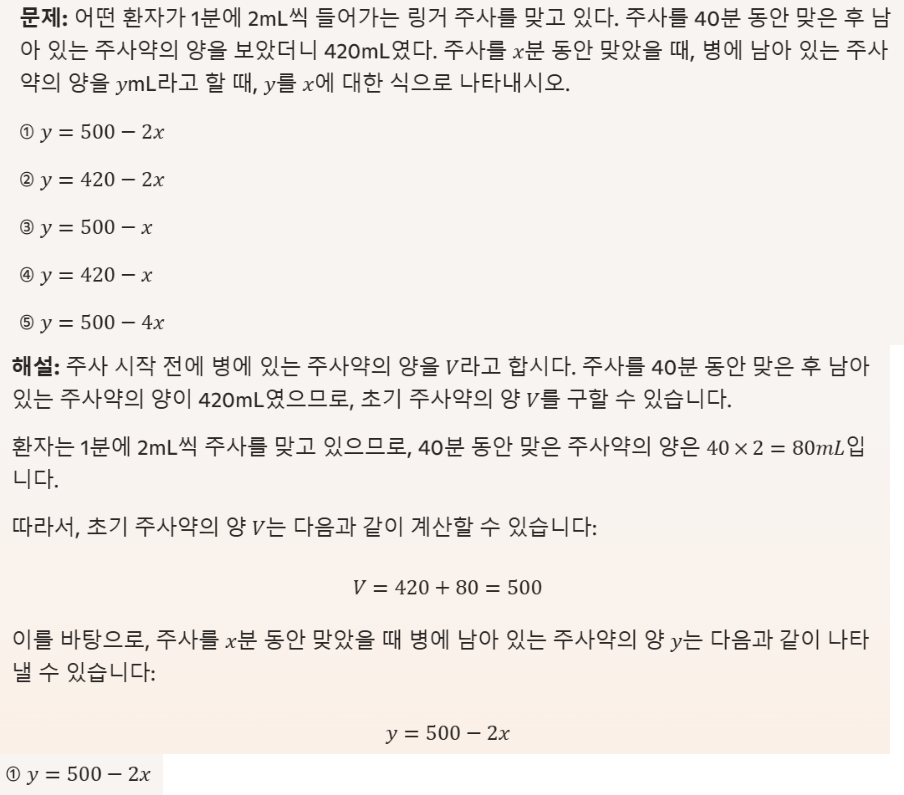 문제: 어떤 환자가 1분에 2mL씩 들어가는 링거 주사를 맞고 있다. 주사를 40분 동안 맞은 후 남
아 있는 주사약의 양을 보았더니 420mL였다. 주사를 x분 동안 맞았을 때, 병에 남아 있는 주사
약의 양을 ymL라고 할 때, y를 x에 대한 식으로 나타내시오.
① y = 500 − 2x
② y = 420 − 2x
③ y = 500 − x
④ y = 420 − x
⑤ y = 500 − 4x
해설: 주사 시작 전에 병에 있는 주사약의 양을 V라고 합시다. 주사를 40분 동안 맞은 후 남아
있는 주사약의 양이 420mL였으므로, 초기 주사약의 양 V를 구할 수 있습니다.
환자는 1분에 2mL씩 주사를 맞고 있으므로, 40분 동안 맞은 주사약의 양은 40 × 2 = 80mL입
니다.
따라서, 초기 주사약의 양 V는 다음과 같이 계산할 수 있습니다:
V = 420 + 80 = 500
이를 바탕으로, 주사를 x분 동안 맞았을 때 병에 남아 있는 주사약의 양 y는 다음과 같이 나타
낼 수 있습니다:
y = 500 − 2x
① y = 500 − 2x